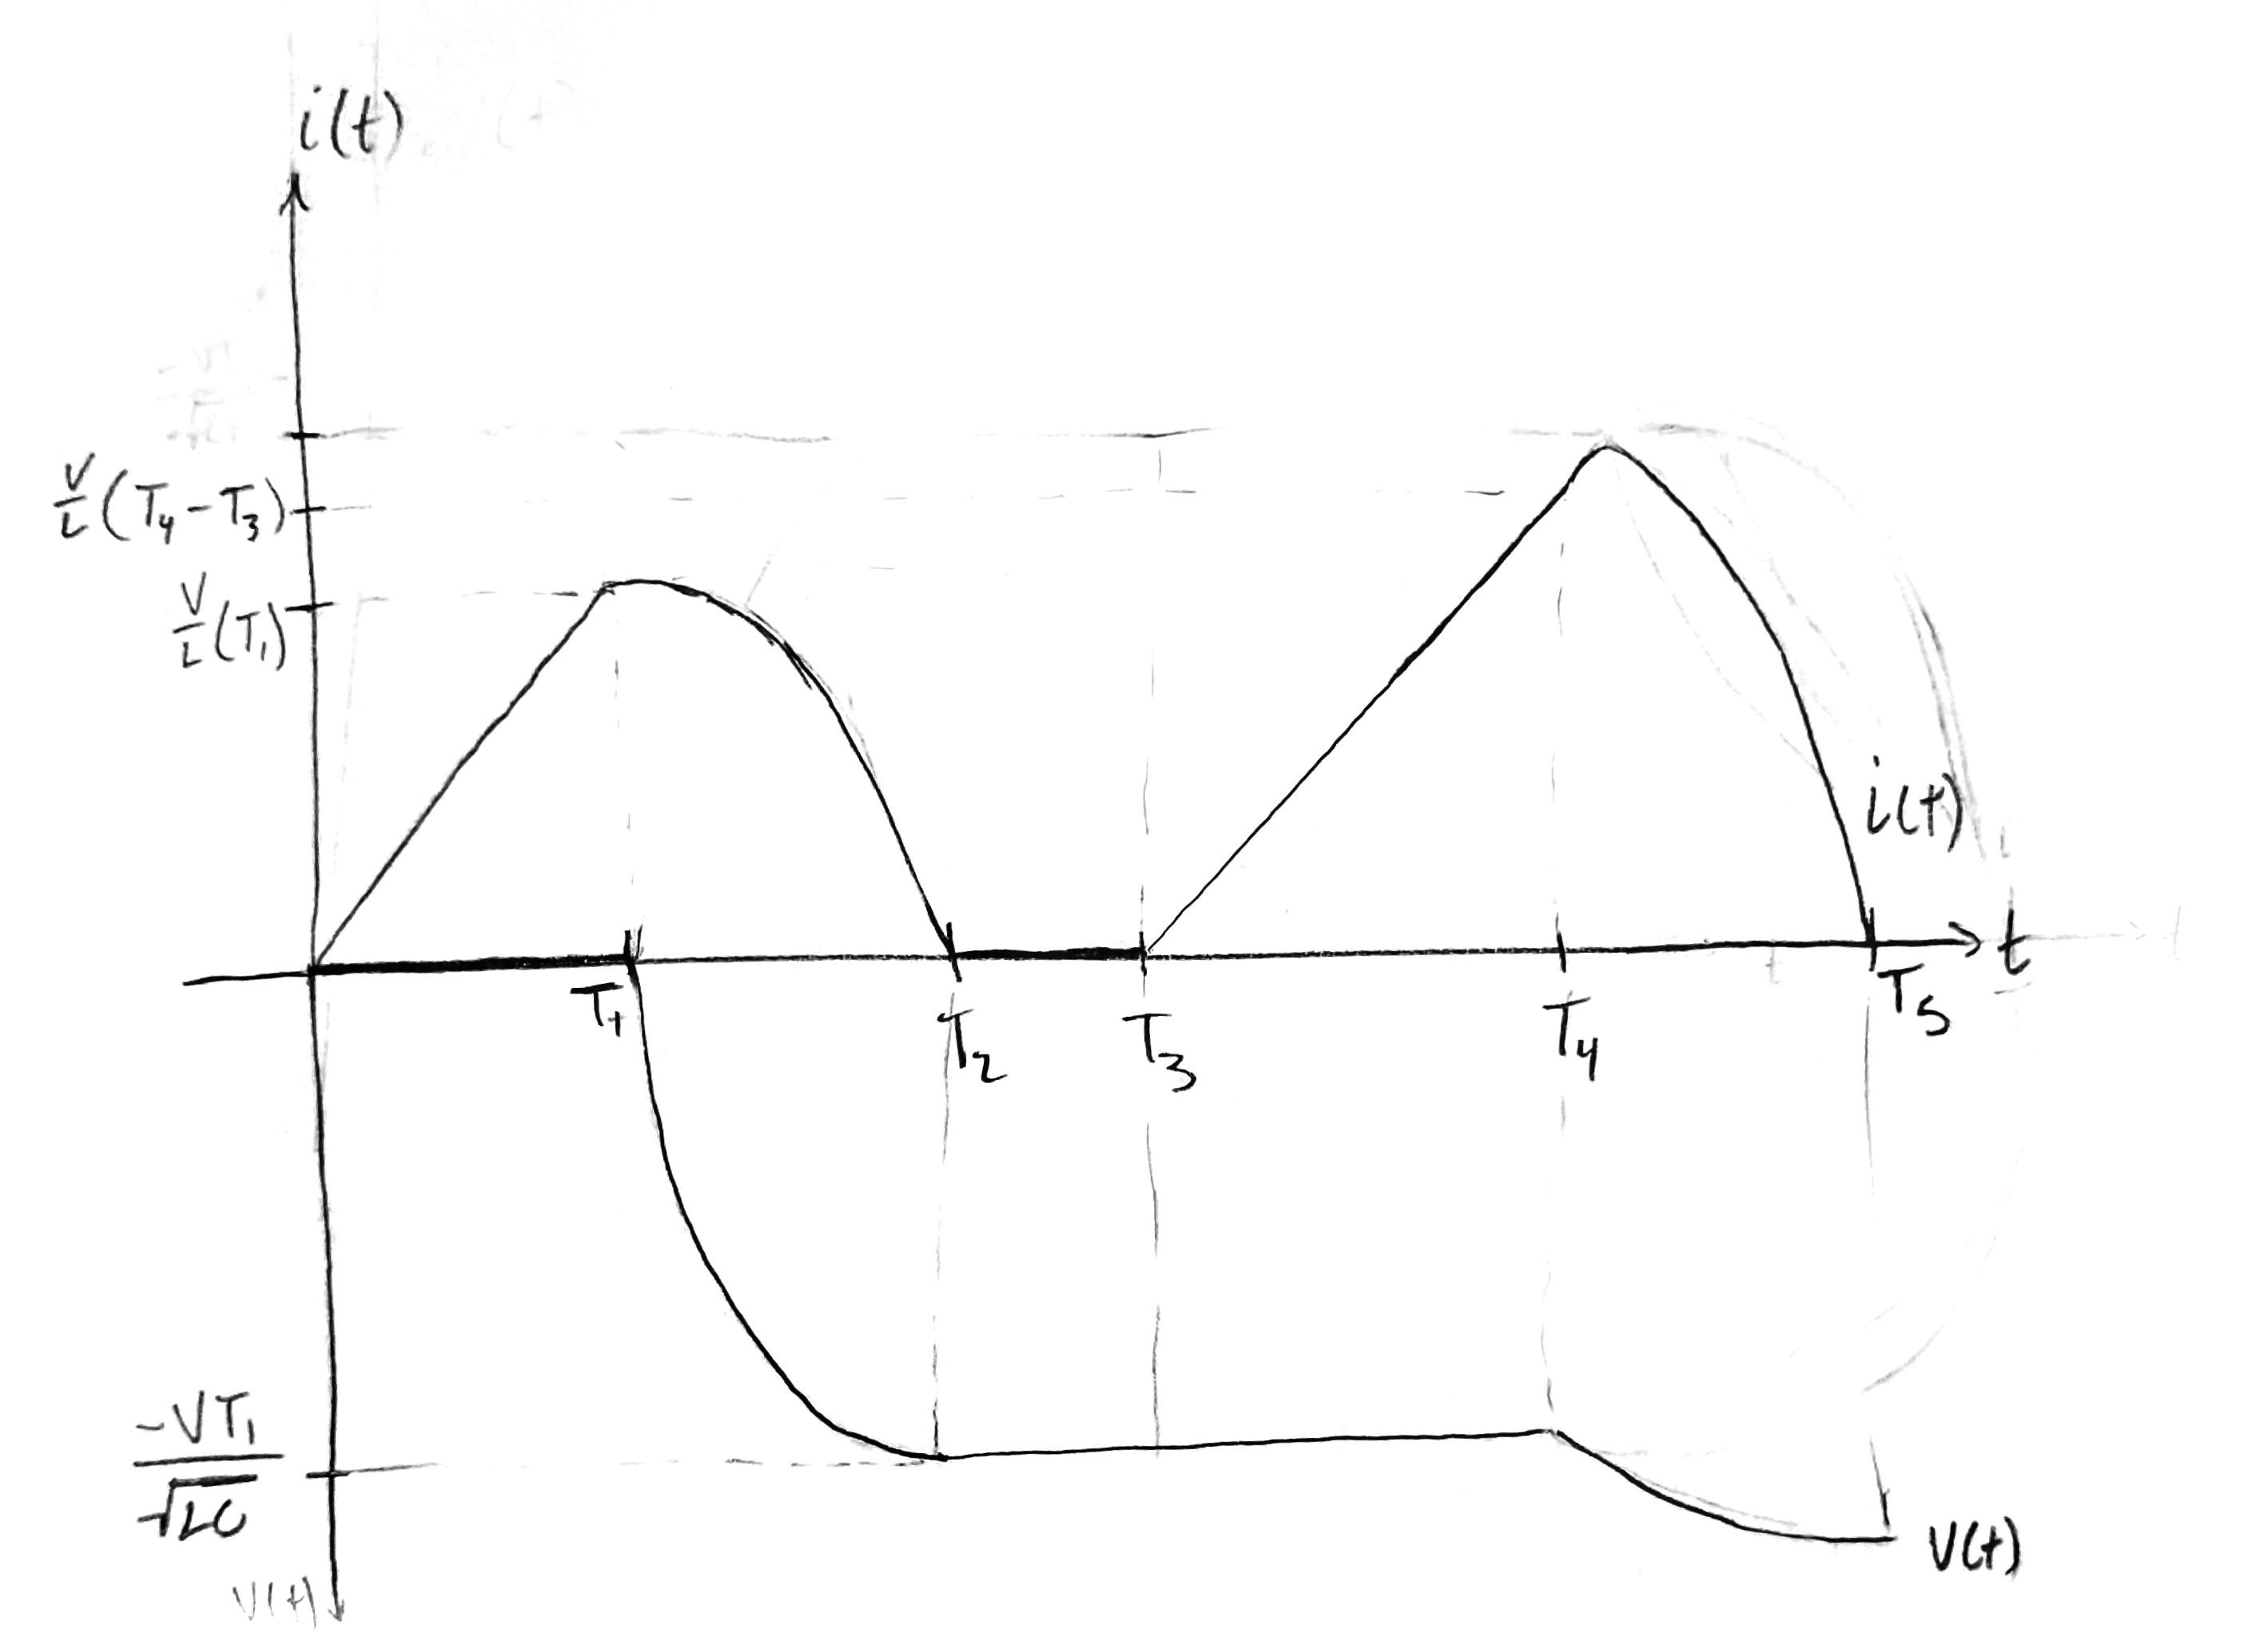 i(t)
V/L (T4-T3)
V/L (T1)
i(t)
t
T1
T2
T3
T4
T5
-VT1/√LC
V(t)
V(t)